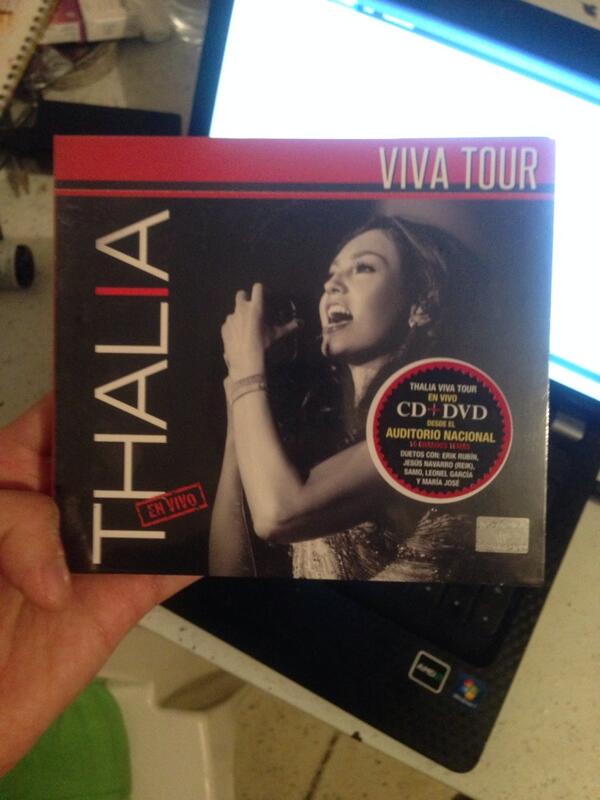 VIVA TOUR
THALIA
EN VIVO
THALIA VIVA TOUR
EN VIVO
CD+DVD
DESDE EL
AUDITORIO NACIONAL
DUETOS CON: ERIK RUBÍN,
JESÚS NAVARRO (REIK),
SAMO, LEONEL GARCÍA
Y MARÍA JOSÉ
AMD